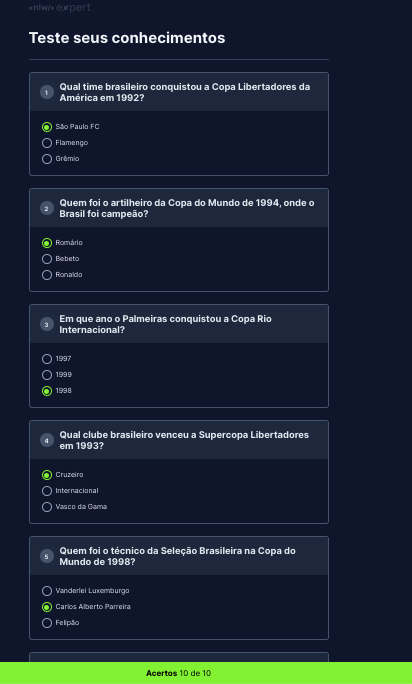 <nlw/> expert
Teste seus conhecimentos
1
Qual time brasileiro conquistou a Copa Libertadores da
América em 1992?
São Paulo FC
Flamengo
Grêmio
2
Quem foi o artilheiro da Copa do Mundo de 1994, onde o
Brasil foi campeão?
Romário
Bebeto
Ronaldo
3
Em que ano o Palmeiras conquistou a Copa Rio
Internacional?
1997
1999
1998
4
Qual clube brasileiro venceu a Supercopa Libertadores
em 1993?
Cruzeiro
Internacional
Vasco da Gama
5
Quem foi o técnico da Seleção Brasileira na Copa do
Mundo de 1998?
Vanderlei Luxemburgo
Carlos Alberto Parreira
Felipão
Acertos 10 de 10